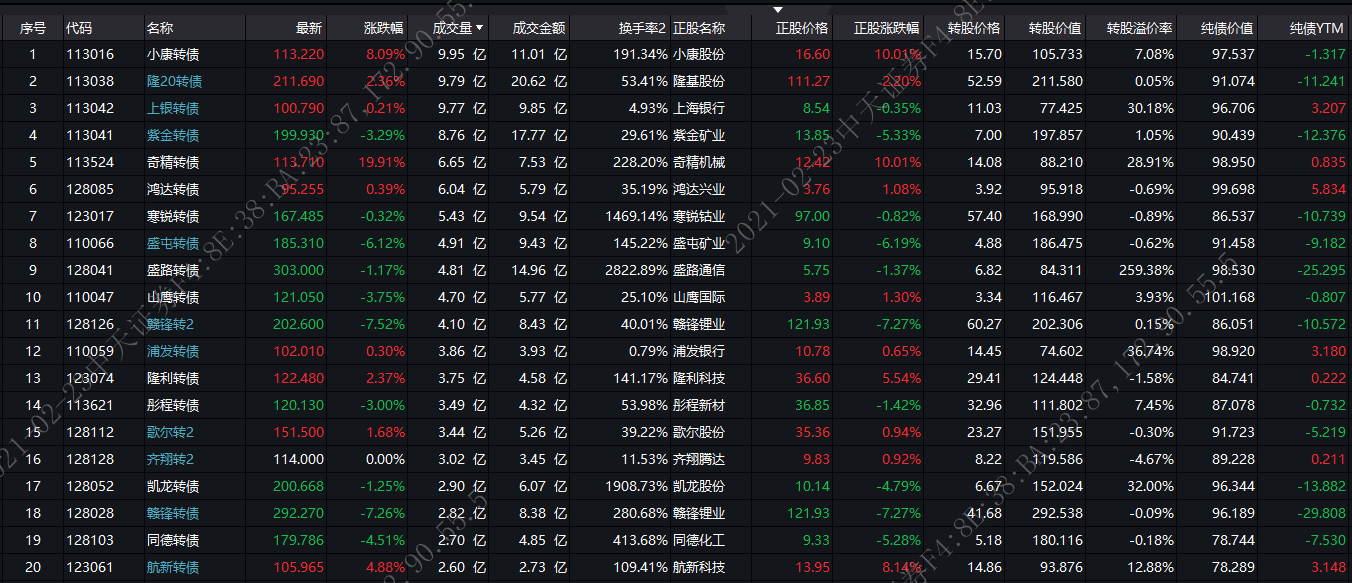 序号 代码 名称 最新 涨跌幅 成交量 成交金额 换手率2 正股名称 正股价格 正股涨跌幅 转股价格 转股价值 转股溢价率 纯债价值 纯债YTM
1 113016 小康转债 113.220 8.09% 9.95 亿 11.01 亿 191.34% 小康股份 16.60 10.01% 15.70 105.733 7.08% 97.537 -1.317
2 113038 隆20转债 211.690 2.36% 9.79 亿 20.62 亿 53.41% 隆基股份 111.27 2.20% 52.59 211.580 0.05% 91.074 -11.241
3 113042 上银转债 100.790 0.21% 9.77 亿 9.85 亿 4.93% 上海银行 8.54 -0.35% 11.03 77.425 30.18% 96.706 3.207
4 113041 紫金转债 199.930 -3.29% 8.76 亿 17.77 亿 29.61% 紫金矿业 13.85 -5.33% 7.00 197.857 1.05% 90.439 -12.376
5 113524 奇精转债 113.710 19.91% 6.65 亿 7.53 亿 228.20% 奇精机械 12.42 10.01% 14.08 88.210 28.91% 98.950 0.835
6 128085 鸿达转债 95.255 0.39% 6.04 亿 5.79 亿 35.19% 鸿达兴业 3.76 1.08% 3.92 95.918 -0.69% 99.698 5.834
7 123017 寒锐转债 167.485 -0.32% 5.43 亿 9.54 亿 1469.14% 寒锐钴业 97.00 -0.82% 57.40 168.990 -0.89% 86.537 -10.739
8 110066 盛屯转债 185.310 -6.12% 4.91 亿 9.43 亿 145.22% 盛屯矿业 9.10 -6.19% 4.88 186.475 -0.62% 91.458 -9.182
9 128041 盛路转债 303.000 -1.17% 4.81 亿 14.96 亿 2822.89% 盛路通信 5.75 -1.37% 6.82 84.311 259.38% 98.530 -25.295
10 110047 山鹰转债 121.050 -3.75% 4.70 亿 5.77 亿 25.10% 山鹰国际 3.89 1.30% 3.34 116.467 3.93% 101.168 -0.807
11 128126 赣锋转2 202.600 -7.52% 4.10 亿 8.43 亿 40.01% 赣锋锂业 121.93 -7.27% 60.27 202.306 0.15% 86.051 -10.572
12 110059 浦发转债 102.010 0.30% 3.86 亿 3.93 亿 0.79% 浦发银行 10.78 0.65% 14.45 74.602 36.74% 98.920 3.180
13 123074 隆利转债 122.480 2.37% 3.75 亿 4.58 亿 141.17% 隆利科技 36.60 5.54% 29.41 124.448 -1.58% 84.741 0.222
14 113621 彤程转债 120.130 -3.00% 3.49 亿 4.32 亿 53.98% 彤程新材 36.85 -1.42% 32.96 111.802 7.45% 87.078 -0.732
15 128112 歌尔转2 151.500 1.68% 3.44 亿 5.26 亿 39.22% 歌尔股份 35.36 0.94% 23.27 151.955 -0.30% 91.723 -5.219
16 128128 齐翔转2 114.000 0.00% 3.02 亿 3.45 亿 11.53% 齐翔腾达 9.83 0.92% 8.22 119.586 -4.67% 89.228 0.211
17 128052 凯龙转债 200.668 -1.25% 2.90 亿 6.07 亿 1908.73% 凯龙股份 10.14 -4.79% 6.67 152.024 32.00% 96.344 -13.882
18 128028 赣锋转债 292.270 -7.26% 2.82 亿 8.38 亿 280.68% 赣锋锂业 121.93 -7.27% 41.68 292.538 -0.09% 96.189 -29.808
19 128103 同德转债 179.786 -4.51% 2.70 亿 4.85 亿 413.68% 同德化工 9.33 -5.28% 5.18 180.116 -0.18% 78.744 -7.530
20 123061 航新转债 105.965 4.88% 2.60 亿 2.73 亿 109.41% 航新科技 13.95 8.14% 14.86 93.876 12.88% 78.289 3.148